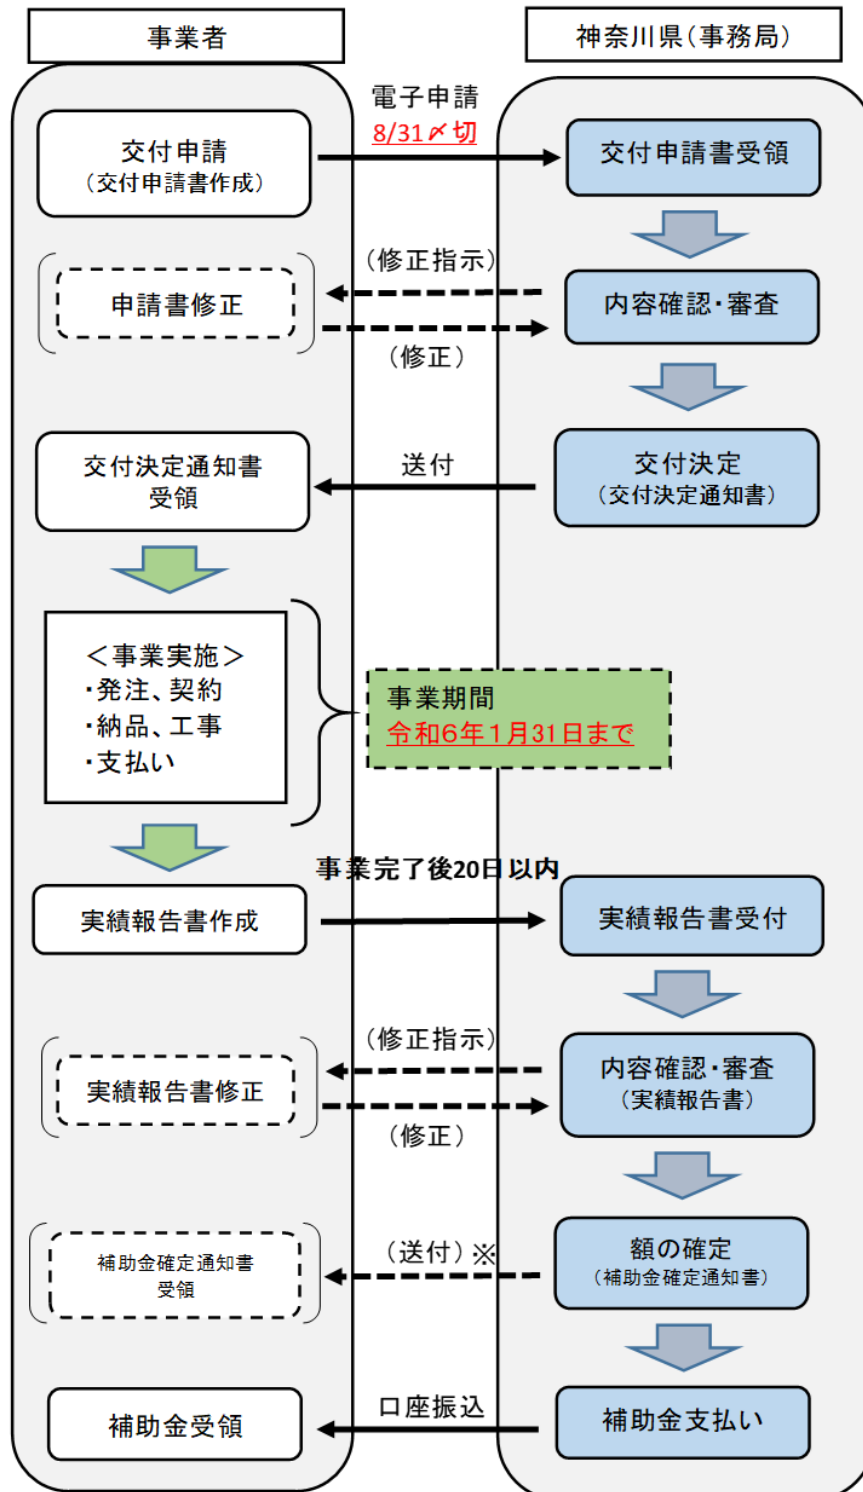 事業者
神奈川県(事務局)
電子申請
8/31〆切
交付申請
(交付申請書作成)
交付申請書受領
(修正指示)
申請書修正
内容確認・審査
(修正)
交付決定通知書
受領
送付
交付決定
(交付決定通知書)
<事業実施>
・発注、契約
・納品、工事
・支払い
事業期間
令和6年1月31日まで
事業完了後20日以内
実績報告書作成
実績報告書受付
(修正指示)
実績報告書修正
内容確認・審査
(実績報告書)
(修正)
補助金確定通知書
受領
(送付)※
額の確定
(補助金確定通知書)
口座振込
補助金受領
補助金支払い